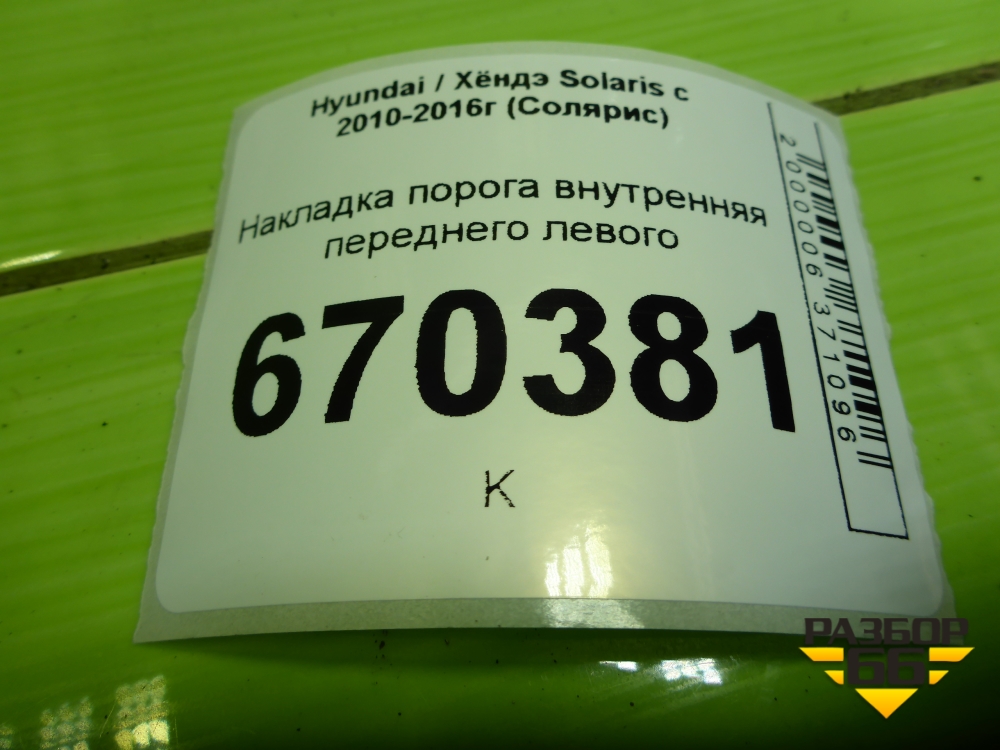 Hyundai / Хёндэ Solaris с
2010-2016г (Солярис)
Накладка порога внутренняя
переднего левого
670381
К
2000006371096
РАЗБОР
66